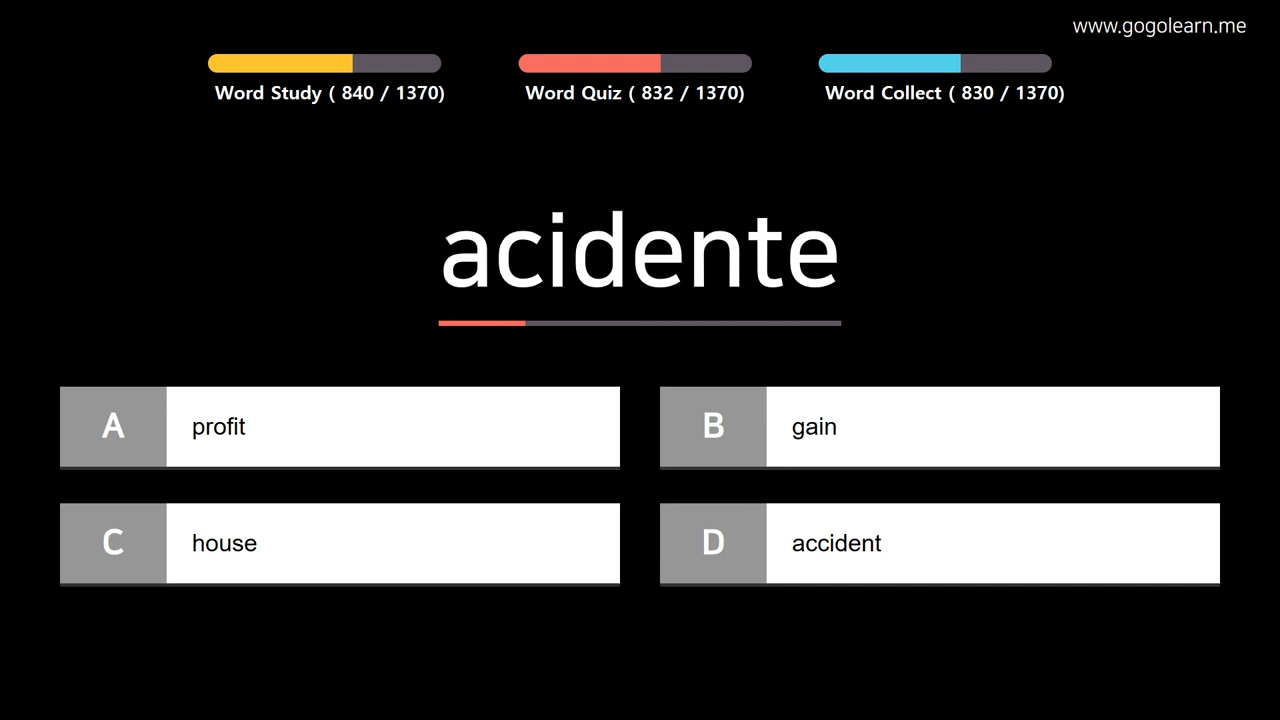 www.gogolearn.me
Word Study ( 840 / 1370)
Word Quiz ( 832 / 1370)
Word Collect ( 830 / 1370)
acidente
A profit
B gain
C house
D accident